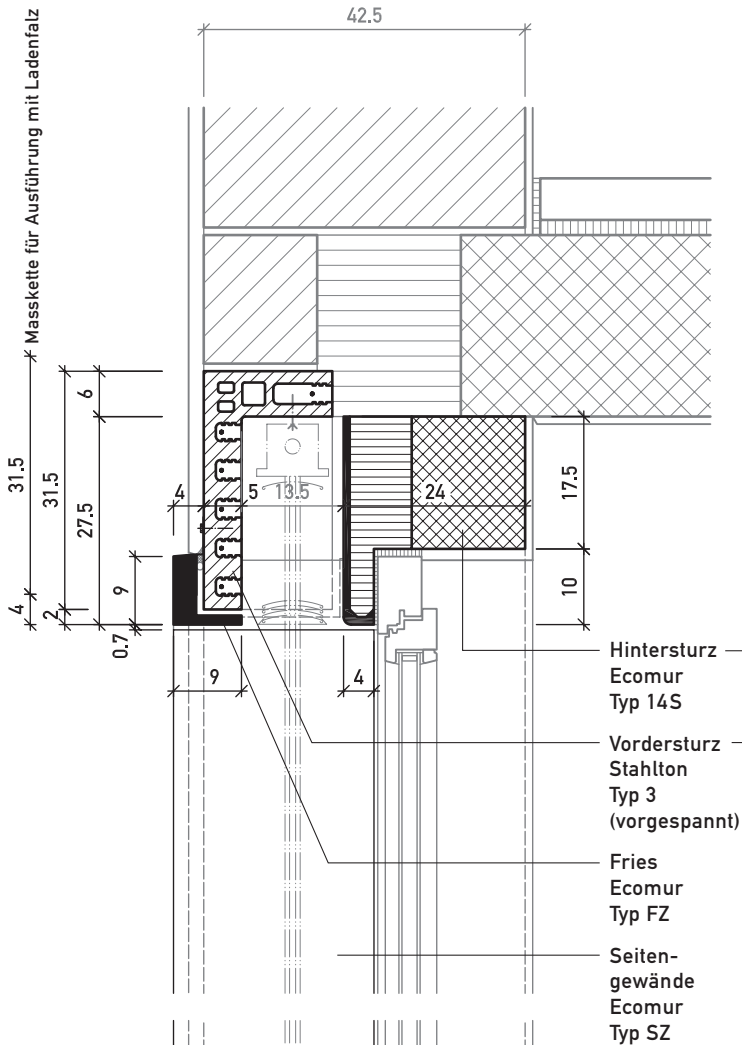 42.5
Masskette für Ausführung mit Ladenfalz
6
31.5
31.5
27.5
4
5
13.5
24
17.5
9
10
4
2
0.7
9
4
Hintersturz
Ecomur
Typ 14S
Vordersturz
Stahlton
Typ 3
(vorgespannt)
Fries
Ecomur
Typ FZ
Seiten-
gewände
Ecomur
Typ SZ